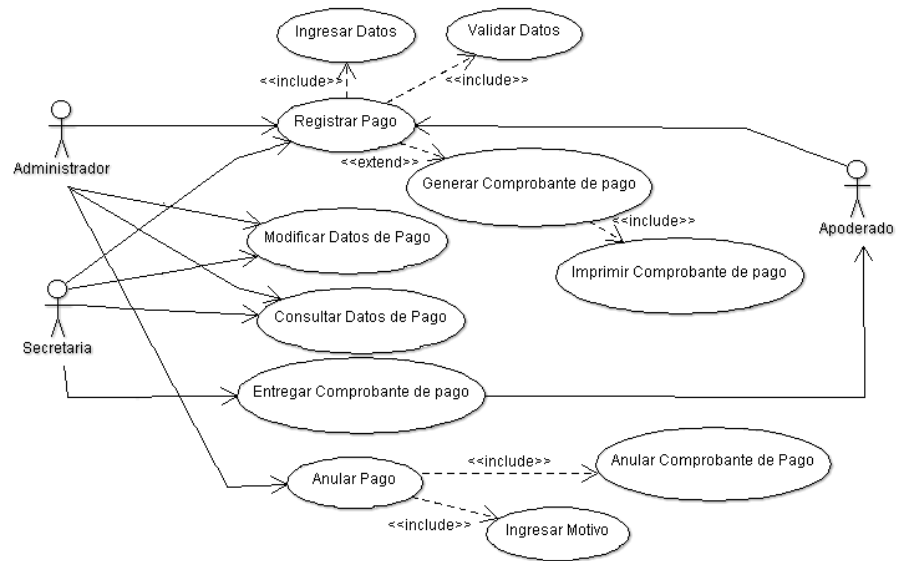 Ingresar Datos
Validar Datos
<<include>>
<<include>>
Registrar Pago
Administrador
<<extend>>
Generar Comprobante de pago
Apoderado
<<include>>
Modificar Datos de Pago
Imprimir Comprobante de pago
Consultar Datos de Pago
Secretaria
Entregar Comprobante de pago
<<include>>
Anular Comprobante de Pago
Anular Pago
<<include>>
Ingresar Motivo